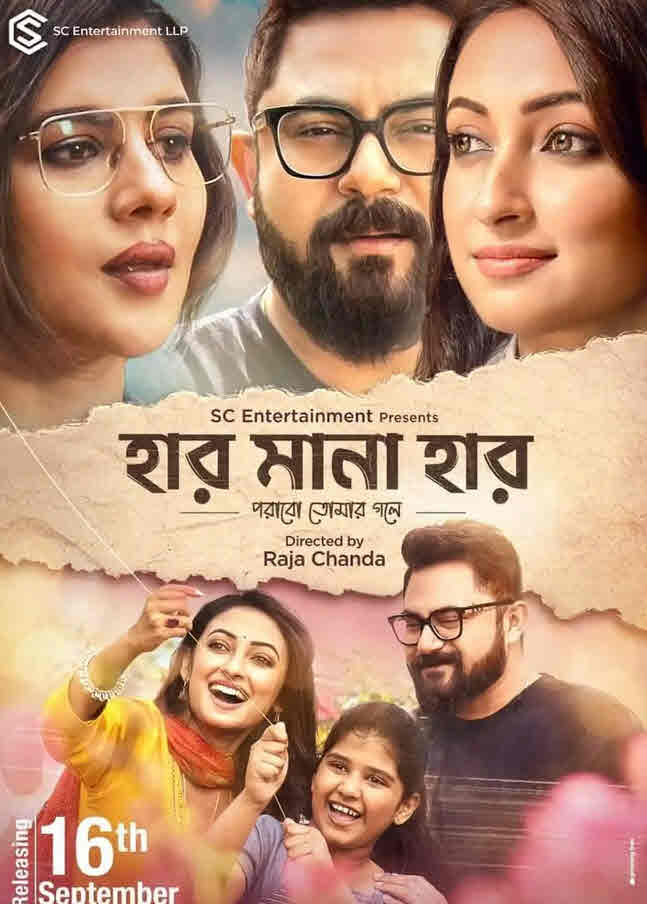 SC Entertainment LLP
SC Entertainment Presents
হার মানা হার
পরাবো তোমার গলে
Directed by
Raja Chanda
Releasing
16th
September